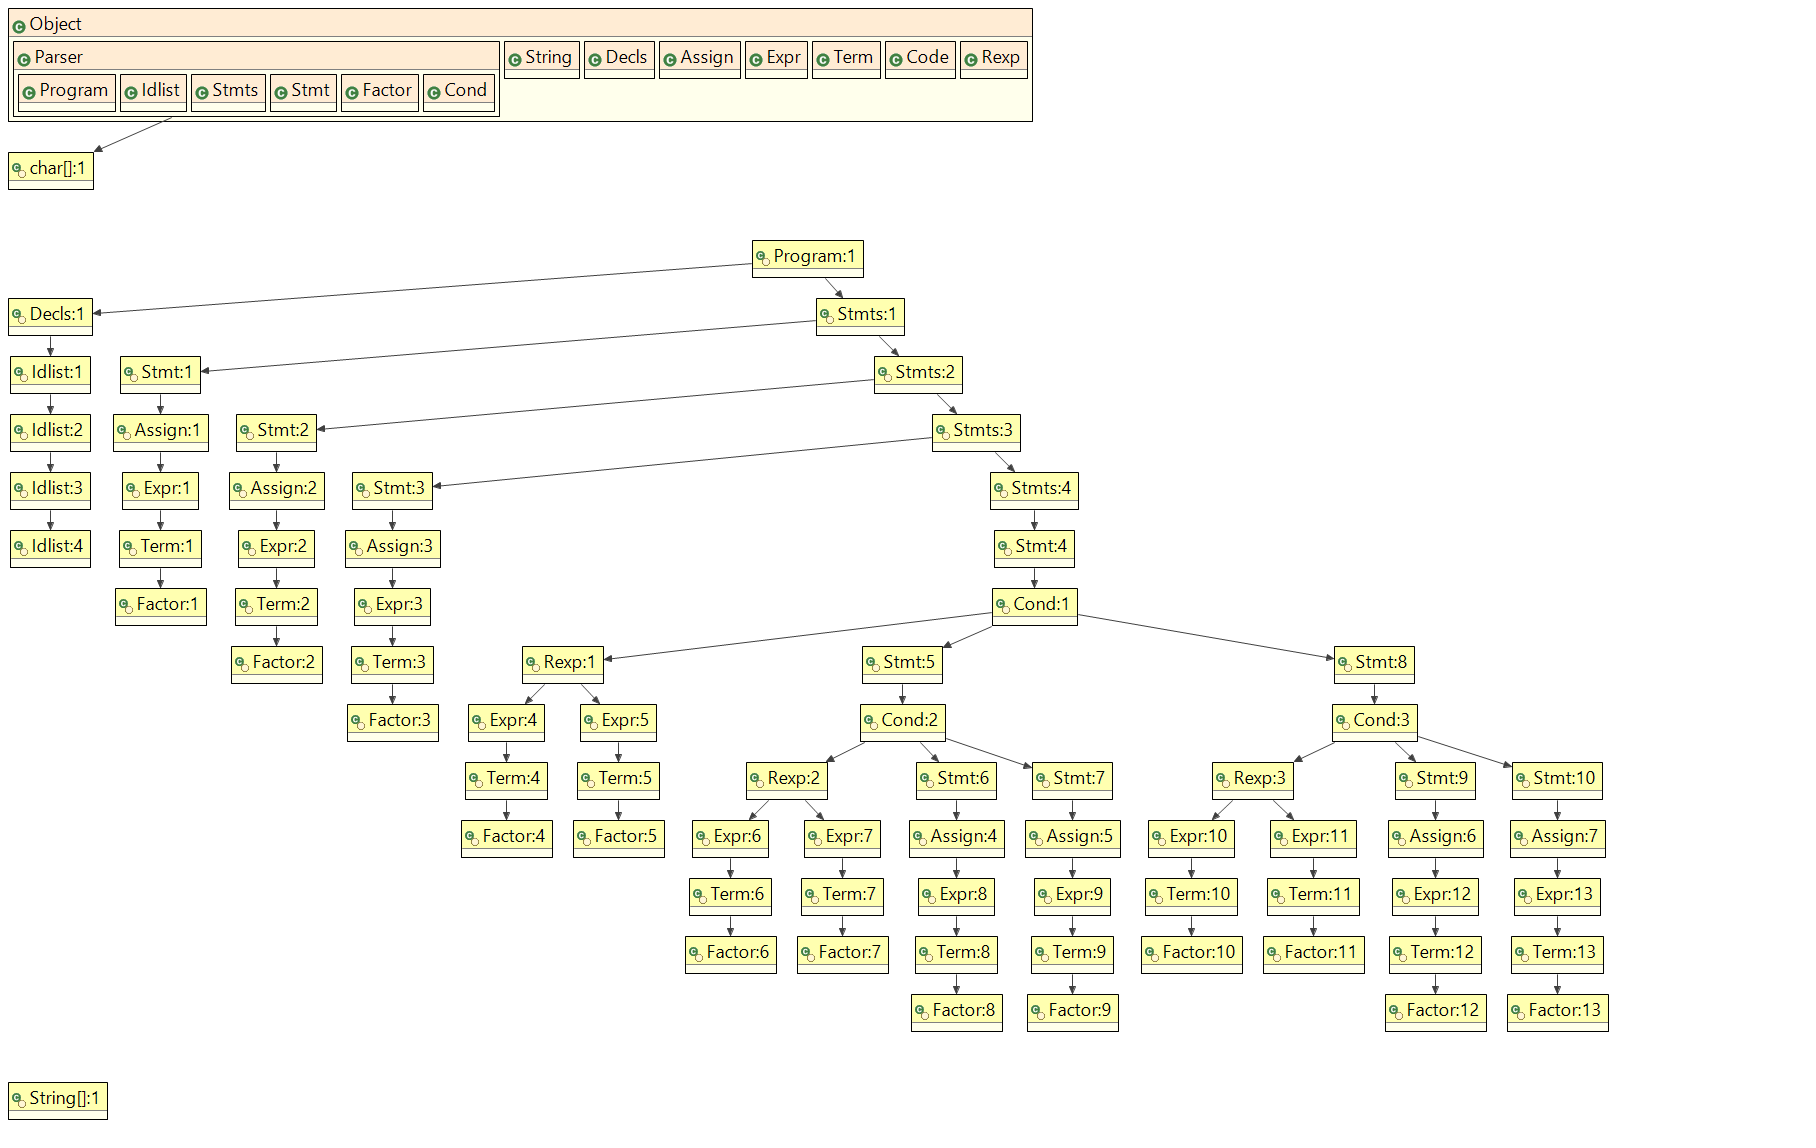 Object
Parser String Decls Assign Expr Term Code Rexp
Program Idlist Stmts Stmt Factor Cond
char[]:1
Program:1
Decls:1 Stmts:1
Idlist:1 Stmt:1 Stmts:2
Idlist:2 Assign:1 Stmt:2 Stmts:3
Idlist:3 Expr:1 Assign:2 Stmt:3 Stmts:4
Idlist:4 Term:1 Expr:2 Assign:3 Stmt:4
Factor:1 Term:2 Expr:3 Cond:1
Factor:2 Term:3 Rexp:1 Stmt:5 Stmt:8
Factor:3 Expr:4 Expr:5 Cond:2 Cond:3
Term:4 Term:5 Rexp:2 Stmt:6 Stmt:7 Rexp:3 Stmt:9 Stmt:10
Factor:4 Factor:5 Expr:6 Expr:7 Assign:4 Assign:5 Expr:10 Expr:11 Assign:6 Assign:7
Term:6 Term:7 Expr:8 Expr:9 Term:10 Term:11 Expr:12 Expr:13
Factor:6 Factor:7 Term:8 Term:9 Factor:10 Factor:11 Term:12 Term:13
Factor:8 Factor:9 Factor:12 Factor:13
String[]:1